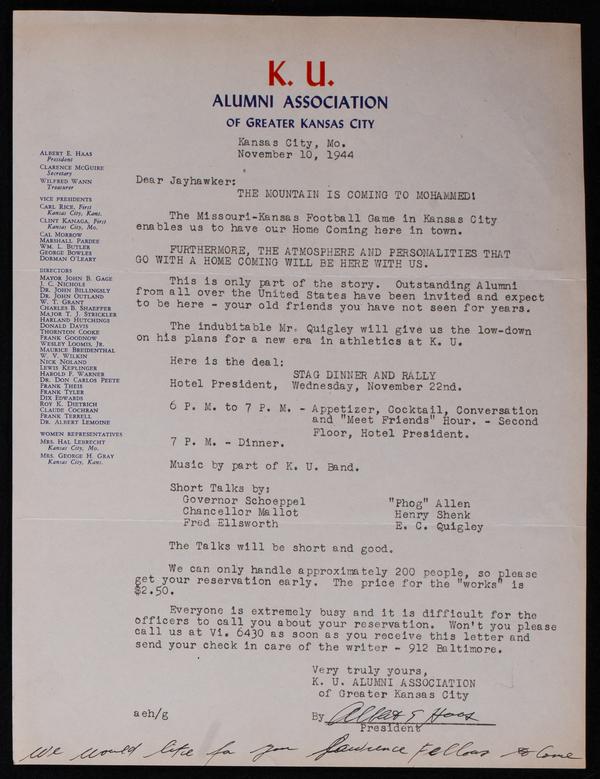 K. U.
ALUMNI ASSOCIATION
OF GREATER KANSAS CITY
Kansas City, Mo.
November 10, 1944
ALBERT E. HAAS
President
CLARENCE MCGUIRE
Secretary
WILFRED WANN
Treasurer
VICE PRESIDENTS
CARL RICE, First
Kansas City, Kans.
CLINT KANAGA, First
Kansas City, Mo.
CAL MORROW
MARSHALL PARDEE
WM. L. BUTLER
GEORGE BOWLES
DORMAN O'LEARY
DIRECTORS
MAYOR JOHN B. GAGE
J. C. NICHOLS
DR. JOHN BILLINGSLY
DR. JOHN OUTLAND
W. T. GRANT
CHARLES B. SHAEFFER
MAJOR T. J. STRICKLER
HARLAND HUTCHINGS
DONALD DAVIS
THORNTON COOKE
FRANK GOODNOW
WESLEY LOOMIS, JR.
MAURICE BREIDENTHAL
W. V. WILKIN
NICK NOLAND
LEWIS KEPLINGER
HAROLD F. WARNER
DR. DON CARLOS PEETE
FRANK THEIS
FRANK TYLER
DIX EDWARDS
ROY K. DIETRICH
CLAUDE COCHRAN
FRANK TERRELL
DR. ALBERT LEMOINE
WOMEN REPRESENTATIVES
MRS. HAL LEBRECHT
Kansas City, Mo.
MRS. GEORGE H. GRAY
Kansas City, Kans.
Dear Jayhawker:
THE MOUNTAIN IS COMING TO MOHAMMED!
The Missouri-Kansas Football Game in Kansas City
enables us to have our Home Coming here in town.
FURTHERMORE, THE ATMOSPHERE AND PERSONALITIES THAT
GO WITH A HOME COMING WILL BE HERE WITH US.
This is only part of the story. Outstanding Alumni
from all over the United States have been invited and expect
to be here - your old friends you have not seen for years.
The indubitable Mr. Quigley will give us the low-down
on his plans for a new era in athletics at K. U.
Here is the deal:
STAG DINNER AND RALLY
Hotel President, Wednesday, November 22nd.
6 P. M. to 7 P. M. - Appetizer, Cocktail, Conversation
and "Meet Friends" Hour. - Second
Floor, Hotel President.
7 P. M. - Dinner.
Music by part of K. U. Band.
Short Talks by:
Governor Schoeppel "Phog" Allen
Chancellor Mallot Henry Shenk
Fred Ellsworth E. C. Quigley
The Talks will be short and good.
We can only handle approximately 200 people, so please
get your reservation early. The price for the "works" is
$2.50.
Everyone is extremely busy and it is difficult for the
officers to call you about your reservation. Won't you please
call us at Vi. 6430 as soon as you receive this letter and
send your check in care of the writer - 912 Baltimore.
Very truly yours,
K. U. ALUMNI ASSOCIATION
of Greater Kansas City
aeh/g
By Albert E Haas
President
We would like for you Lawrence Fellows to come